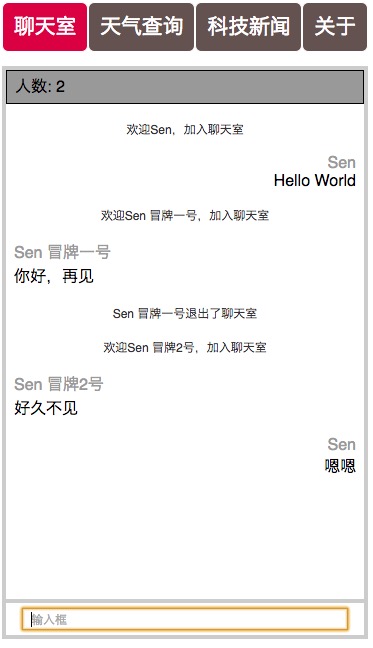 聊天室 天气查询 科技新闻 关于
人数: 2
欢迎Sen，加入聊天室
Sen
Hello World
欢迎Sen 冒牌一号，加入聊天室
Sen 冒牌一号
你好，再见
Sen 冒牌一号退出了聊天室
欢迎Sen 冒牌2号，加入聊天室
Sen 冒牌2号
好久不见
Sen
嗯嗯
输入框